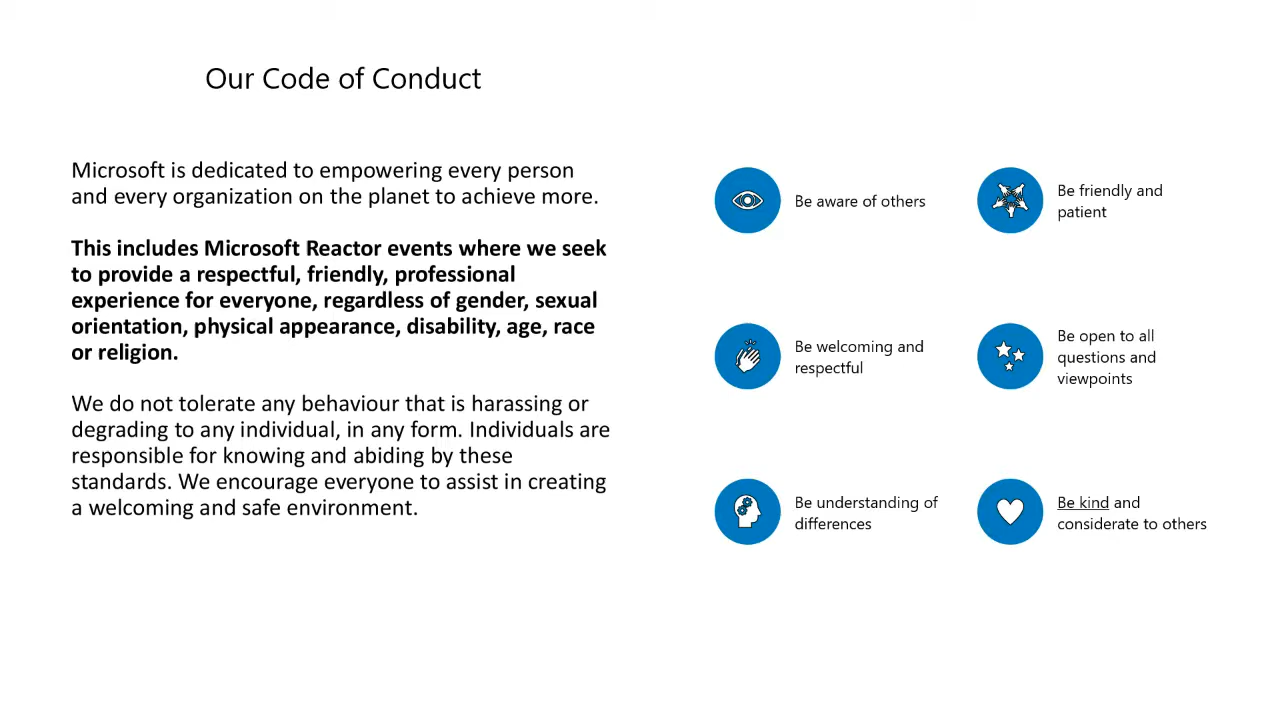 Our Code of Conduct
Microsoft is dedicated to empowering every person
and every organization on the planet to achieve more.
This includes Microsoft Reactor events where we seek
to provide a respectful, friendly, professional
experience for everyone, regardless of gender, sexual
orientation, physical appearance, disability, age, race
or religion.
We do not tolerate any behaviour that is harassing or
degrading to any individual, in any form. Individuals are
responsible for knowing and abiding by these
standards. We encourage everyone to assist in creating
a welcoming and safe environment.
Be aware of others
Be friendly and
patient
Be welcoming and
respectful
Be open to all
questions and
viewpoints
Be understanding of
differences
Be kind and
considerate to others